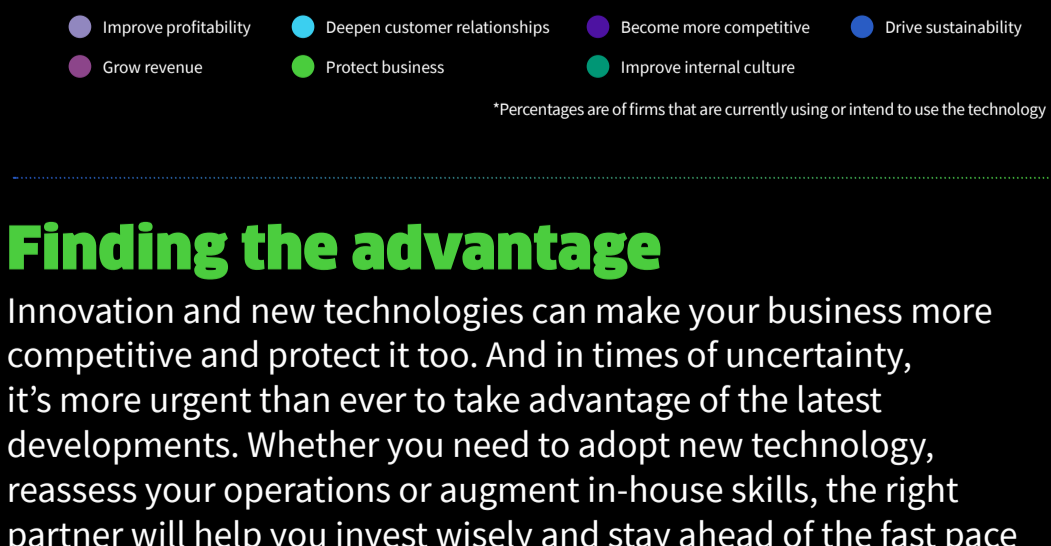 Improve profitability
Deepen customer relationships
Become more competitive
Drive sustainability
Grow revenue
Protect business
Improve internal culture
*Percentages are of firms that are currently using or intend to use the technology
Finding the advantage
Innovation and new technologies can make your business more
competitive and protect it too. And in times of uncertainty,
it’s more urgent than ever to take advantage of the latest
developments. Whether you need to adopt new technology,
reassess your operations or augment in-house skills, the right
partner will help you invest wisely and stay ahead of the fast pace